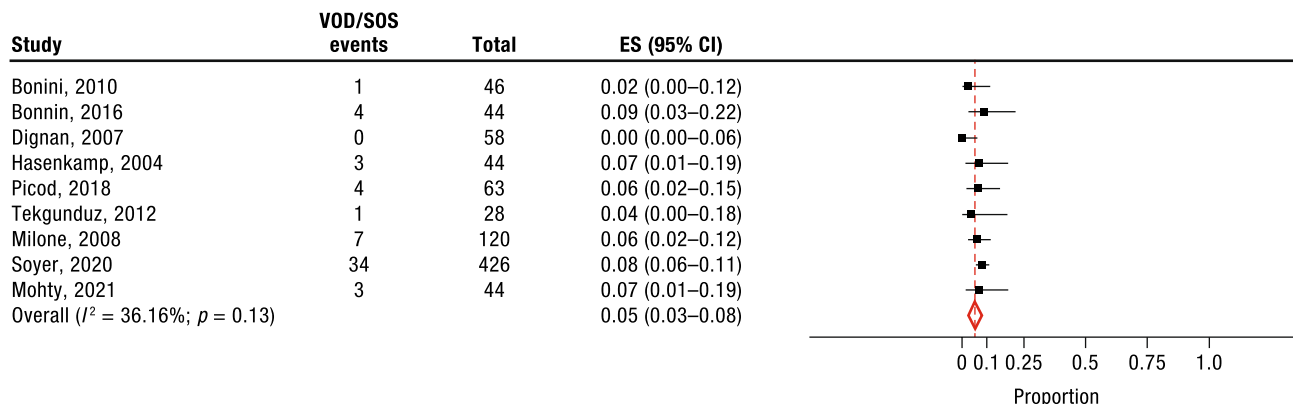 VOD/SOS
Study events Total ES (95% CI)
Bonini, 2010 1 46 0.02 (0.00–0.12)
Bonnin, 2016 4 44 0.09 (0.03–0.22)
Dignan, 2007 0 58 0.00 (0.00–0.06)
Hasenkamp, 2004 3 44 0.07 (0.01–0.19)
Picod, 2018 4 63 0.06 (0.02–0.15)
Tekgunduz, 2012 1 28 0.04 (0.00–0.18)
Milone, 2008 7 120 0.06 (0.02–0.12)
Soyer, 2020 34 426 0.08 (0.06–0.11)
Mohty, 2021 3 44 0.07 (0.01–0.19)
Overall (I² = 36.16%; p = 0.13) 0.05 (0.03–0.08)
0 0.1 0.25 0.5 0.75 1.0
Proportion